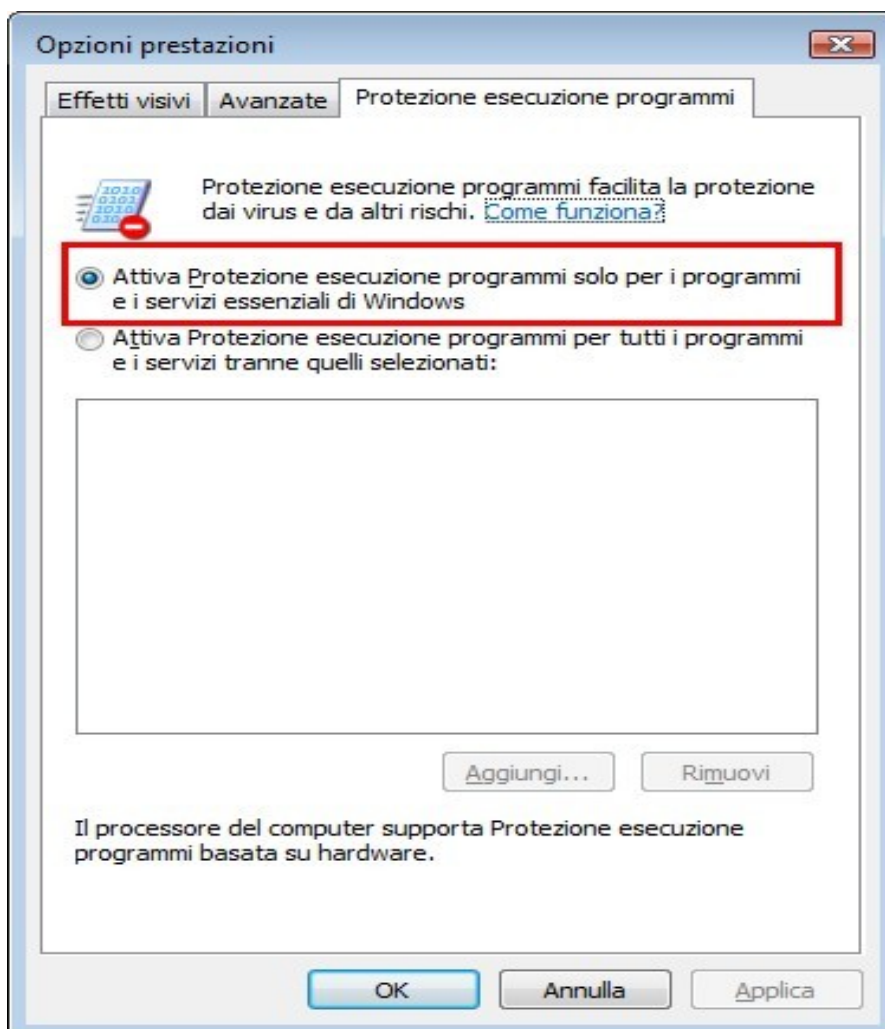 Opzioni prestazioni
Effetti visivi
Avanzate
Protezione esecuzione programmi
Protezione esecuzione programmi facilita la protezione
dai virus e da altri rischi. Come funziona?
Attiva Protezione esecuzione programmi solo per i programmi
e i servizi essenziali di Windows
Attiva Protezione esecuzione programmi per tutti i programmi
e i servizi tranne quelli selezionati:
Aggiungi...
Rimuovi
Il processore del computer supporta Protezione esecuzione
programmi basata su hardware.
OK
Annulla
Applica